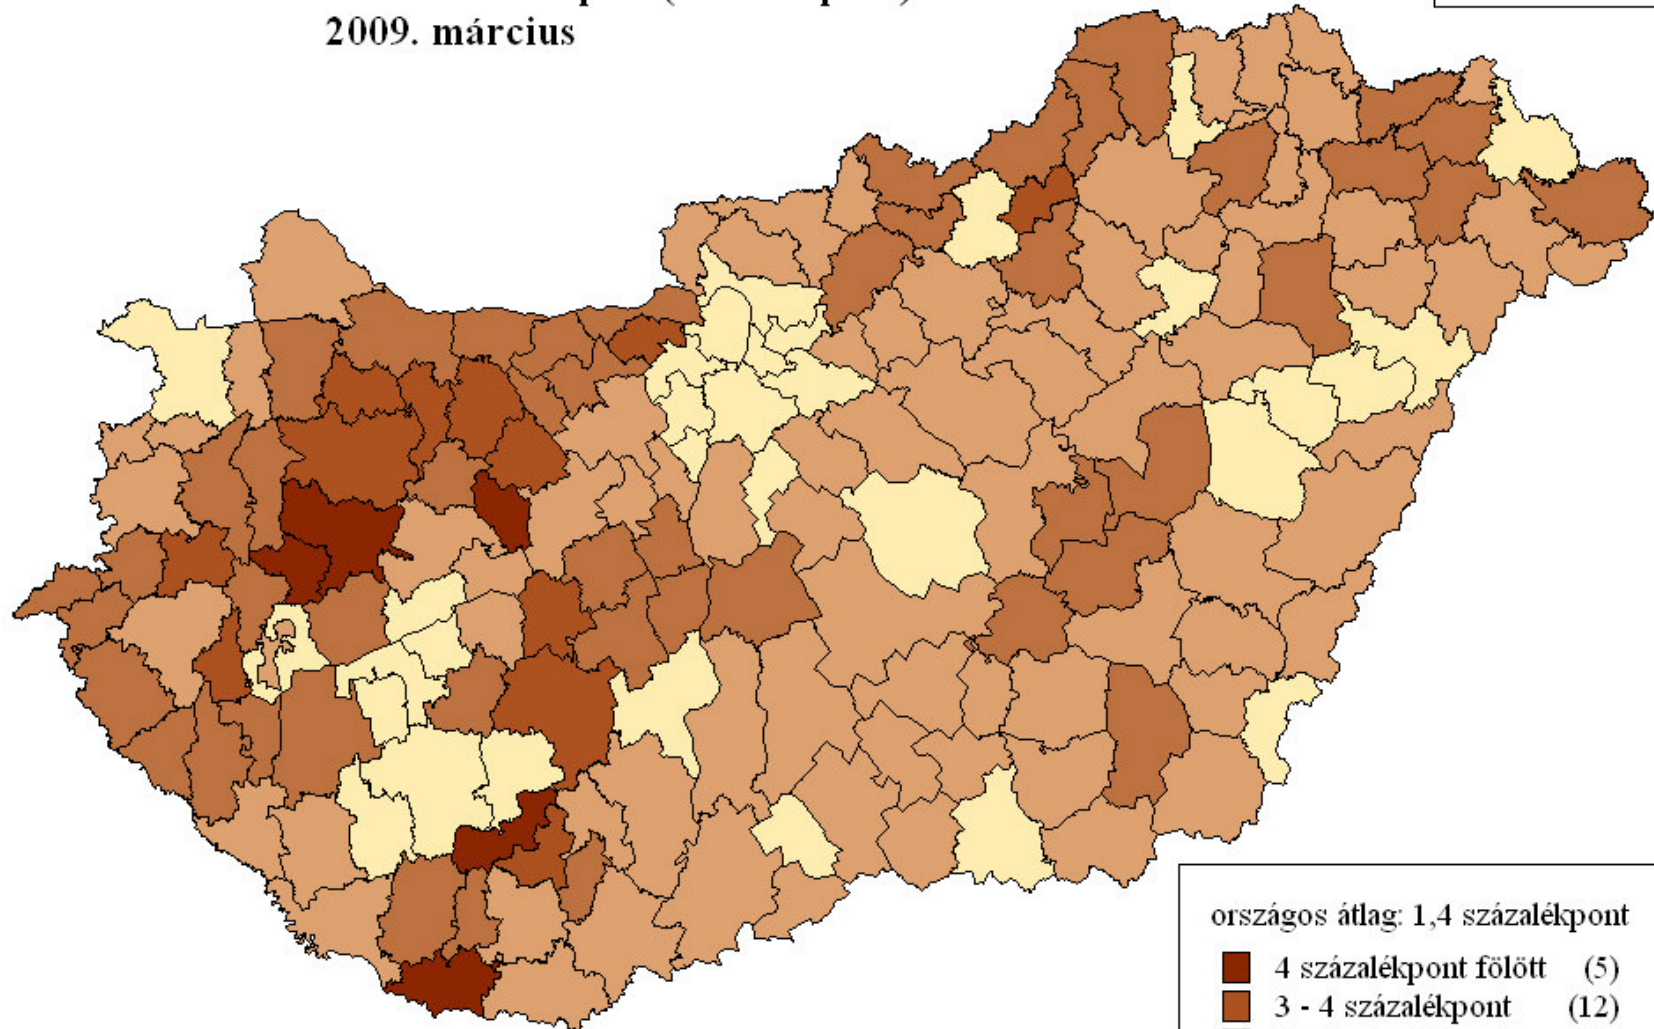 2009. március
országos átlag: 1,4 százalékpont
4 százalékpont fölött (5)
3 - 4 százalékpont (12)